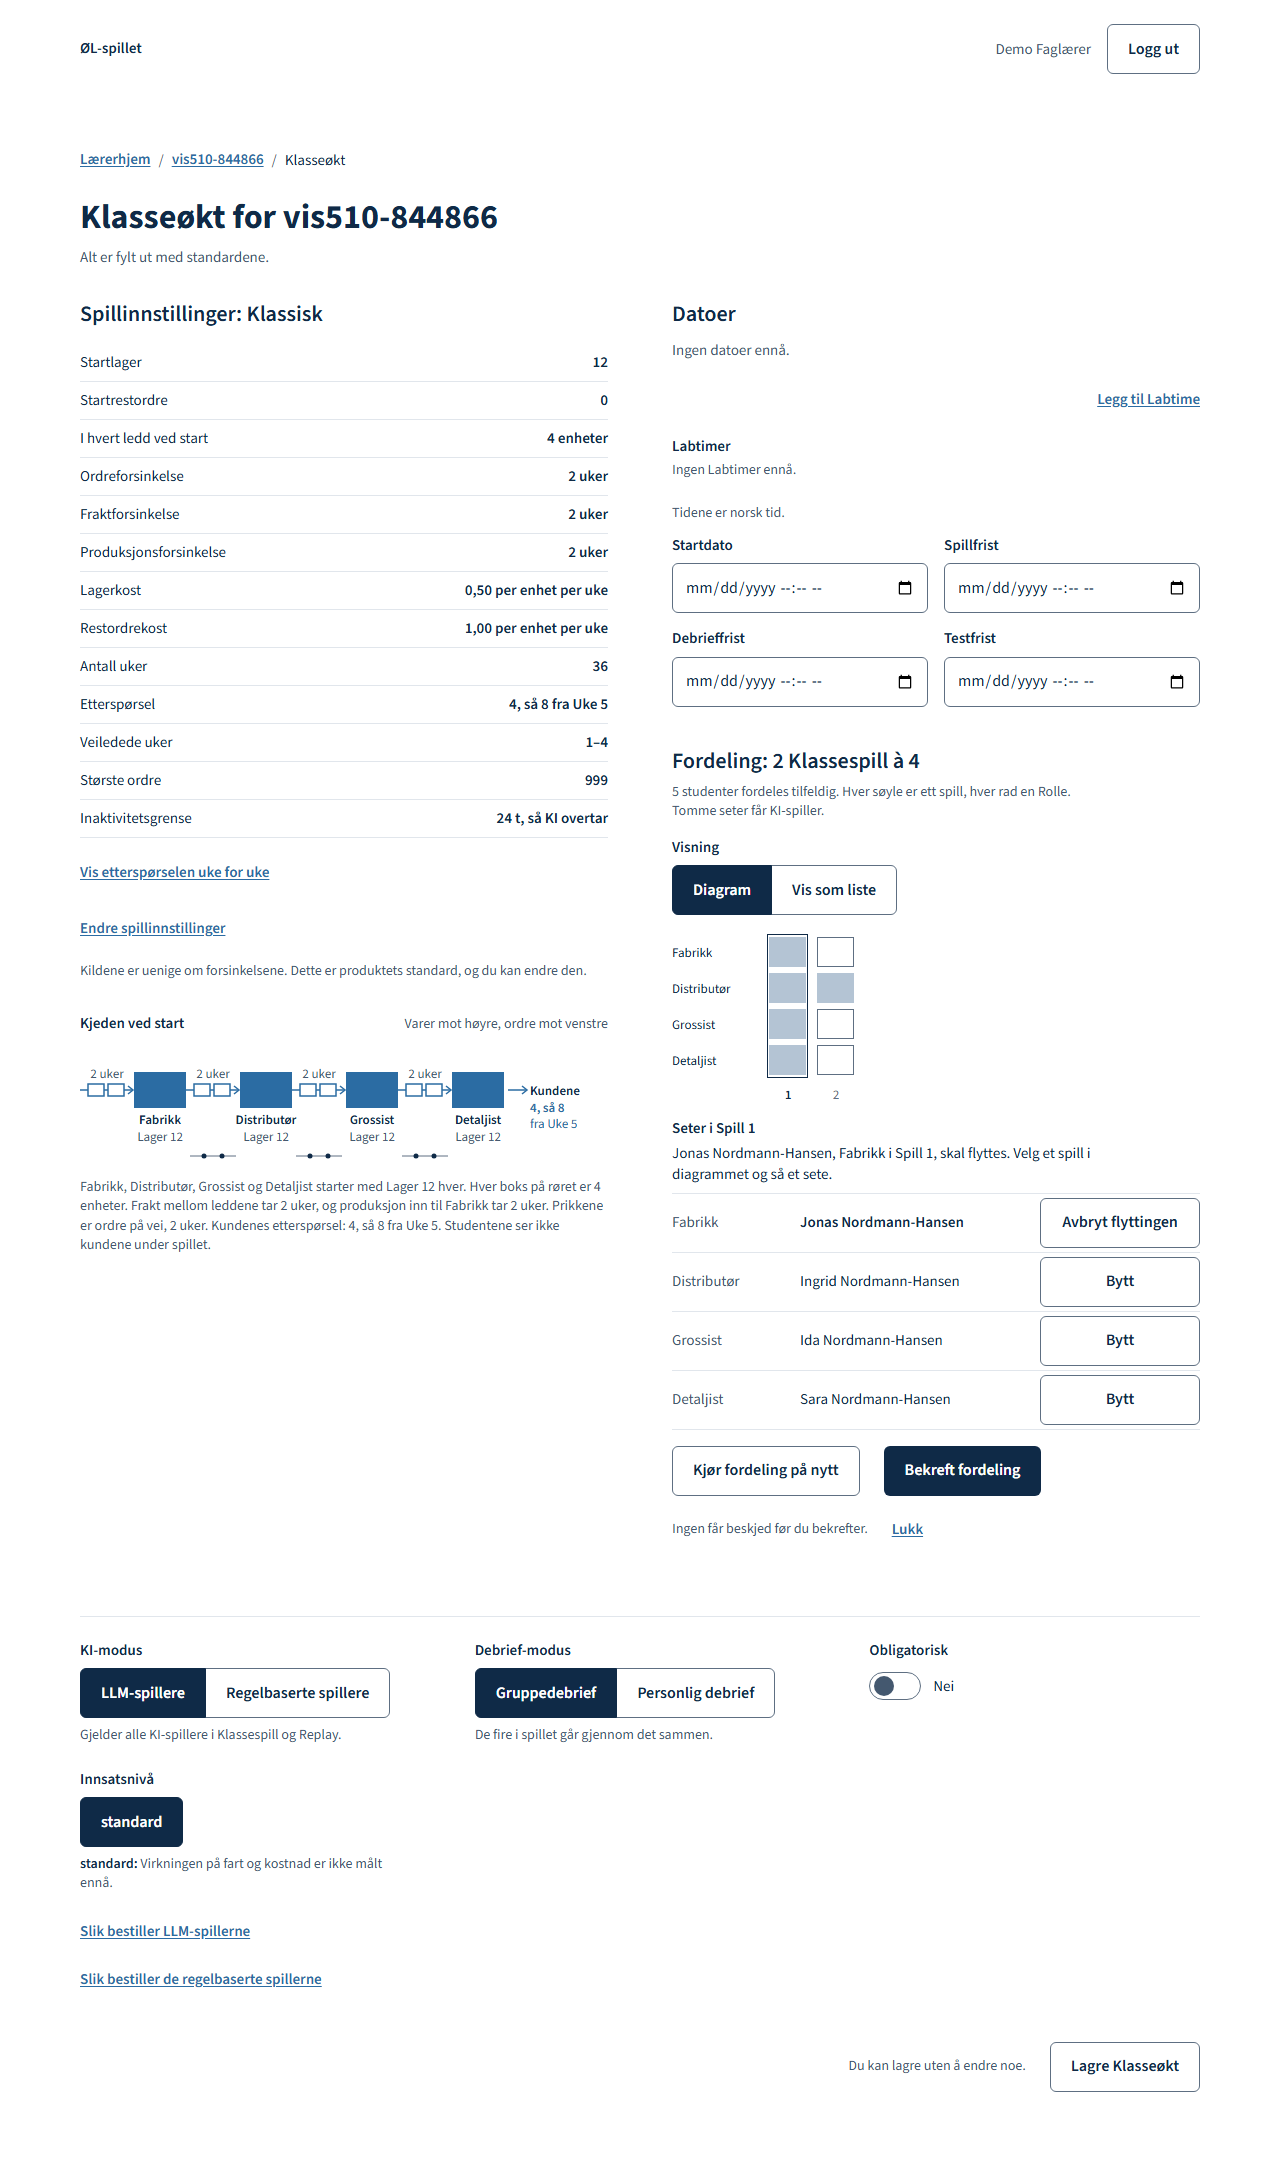 ØL-spillet
Demo Faglærer
Logg ut
Lærerhjem / vis510-844866 / Klasseøkt
Klasseøkt for vis510-844866
Alt er fylt ut med standardene.
Spillinnstillinger: Klassisk
Startlager 12
Startrestordre 0
I hvert ledd ved start 4 enheter
Ordreforsinkelse 2 uker
Fraktforsinkelse 2 uker
Produksjonsforsinkelse 2 uker
Lagerkost 0,50 per enhet per uke
Restordrekost 1,00 per enhet per uke
Antall uker 36
Etterspørsel 4, så 8 fra Uke 5
Veiledede uker 1–4
Største ordre 999
Inaktivitetsgrense 24 t, så KI overtar
Vis etterspørselen uke for uke
Endre spillinnstillinger
Kildene er uenige om forsinkelsene. Dette er produktets standard, og du kan endre den.
Kjeden ved start
Varer mot høyre, ordre mot venstre
2 uker 2 uker 2 uker 2 uker
Fabrikk Distributør Grossist Detaljist
Lager 12 Lager 12 Lager 12 Lager 12
Kundene
4, så 8
fra Uke 5
Fabrikk, Distributør, Grossist og Detaljist starter med Lager 12 hver. Hver boks på røret er 4
enheter. Frakt mellom leddene tar 2 uker, og produksjon inn til Fabrikk tar 2 uker. Prikkene
er ordre på vei, 2 uker. Kundenes etterspørsel: 4, så 8 fra Uke 5. Studentene ser ikke
kundene under spillet.
Datoer
Ingen datoer ennå.
Legg til Labtime
Labtimer
Ingen Labtimer ennå.
Tidene er norsk tid.
Startdato Spillfrist
mm/dd/yyyy --:-- -- mm/dd/yyyy --:-- --
Debrieffrist Testfrist
mm/dd/yyyy --:-- -- mm/dd/yyyy --:-- --
Fordeling: 2 Klassespill à 4
5 studenter fordeles tilfeldig. Hver søyle er ett spill, hver rad en Rolle.
Tomme seter får KI-spiller.
Visning
Diagram Vis som liste
Fabrikk
Distributør
Grossist
Detaljist
1 2
Seter i Spill 1
Jonas Nordmann-Hansen, Fabrikk i Spill 1, skal flyttes. Velg et spill i
diagrammet og så et sete.
Fabrikk Jonas Nordmann-Hansen Avbryt flyttingen
Distributør Ingrid Nordmann-Hansen Bytt
Grossist Ida Nordmann-Hansen Bytt
Detaljist Sara Nordmann-Hansen Bytt
Kjør fordeling på nytt Bekreft fordeling
Ingen får beskjed før du bekrefter. Lukk
KI-modus
LLM-spillere Regelbaserte spillere
Gjelder alle KI-spillere i Klassespill og Replay.
Debrief-modus
Gruppedebrief Personlig debrief
De fire i spillet går gjennom det sammen.
Obligatorisk
Nei
Innsatsnivå
standard
standard: Virkningen på fart og kostnad er ikke målt
ennå.
Slik bestiller LLM-spillerne
Slik bestiller de regelbaserte spillerne
Du kan lagre uten å endre noe.
Lagre Klasseøkt